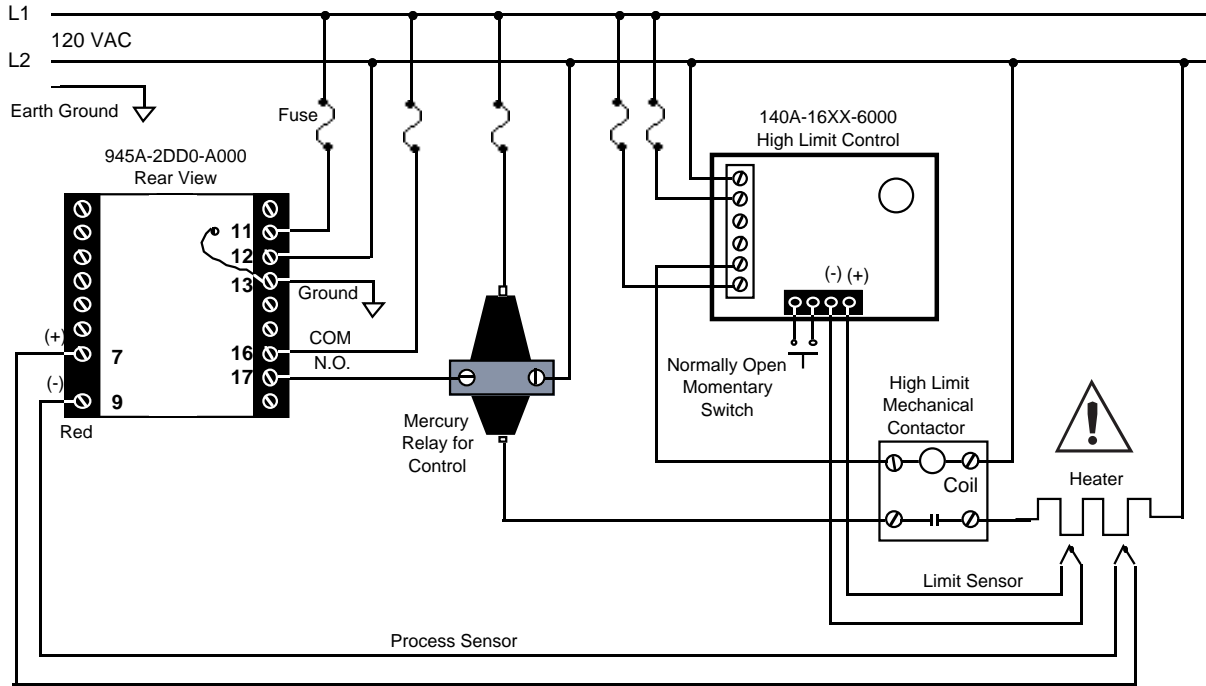 L1
120 VAC
L2
Earth Ground
Fuse
140A-16XX-6000
High Limit Control
945A-2DD0-A000
Rear View
11
12
13
Ground
(-) (+)
COM
(+)
7
16
N.O.
17
(-)
9
Red
Normally Open
Momentary
Switch
High Limit
Mechanical
Contactor
Mercury
Relay for
Control
Coil
Heater
Limit Sensor
Process Sensor